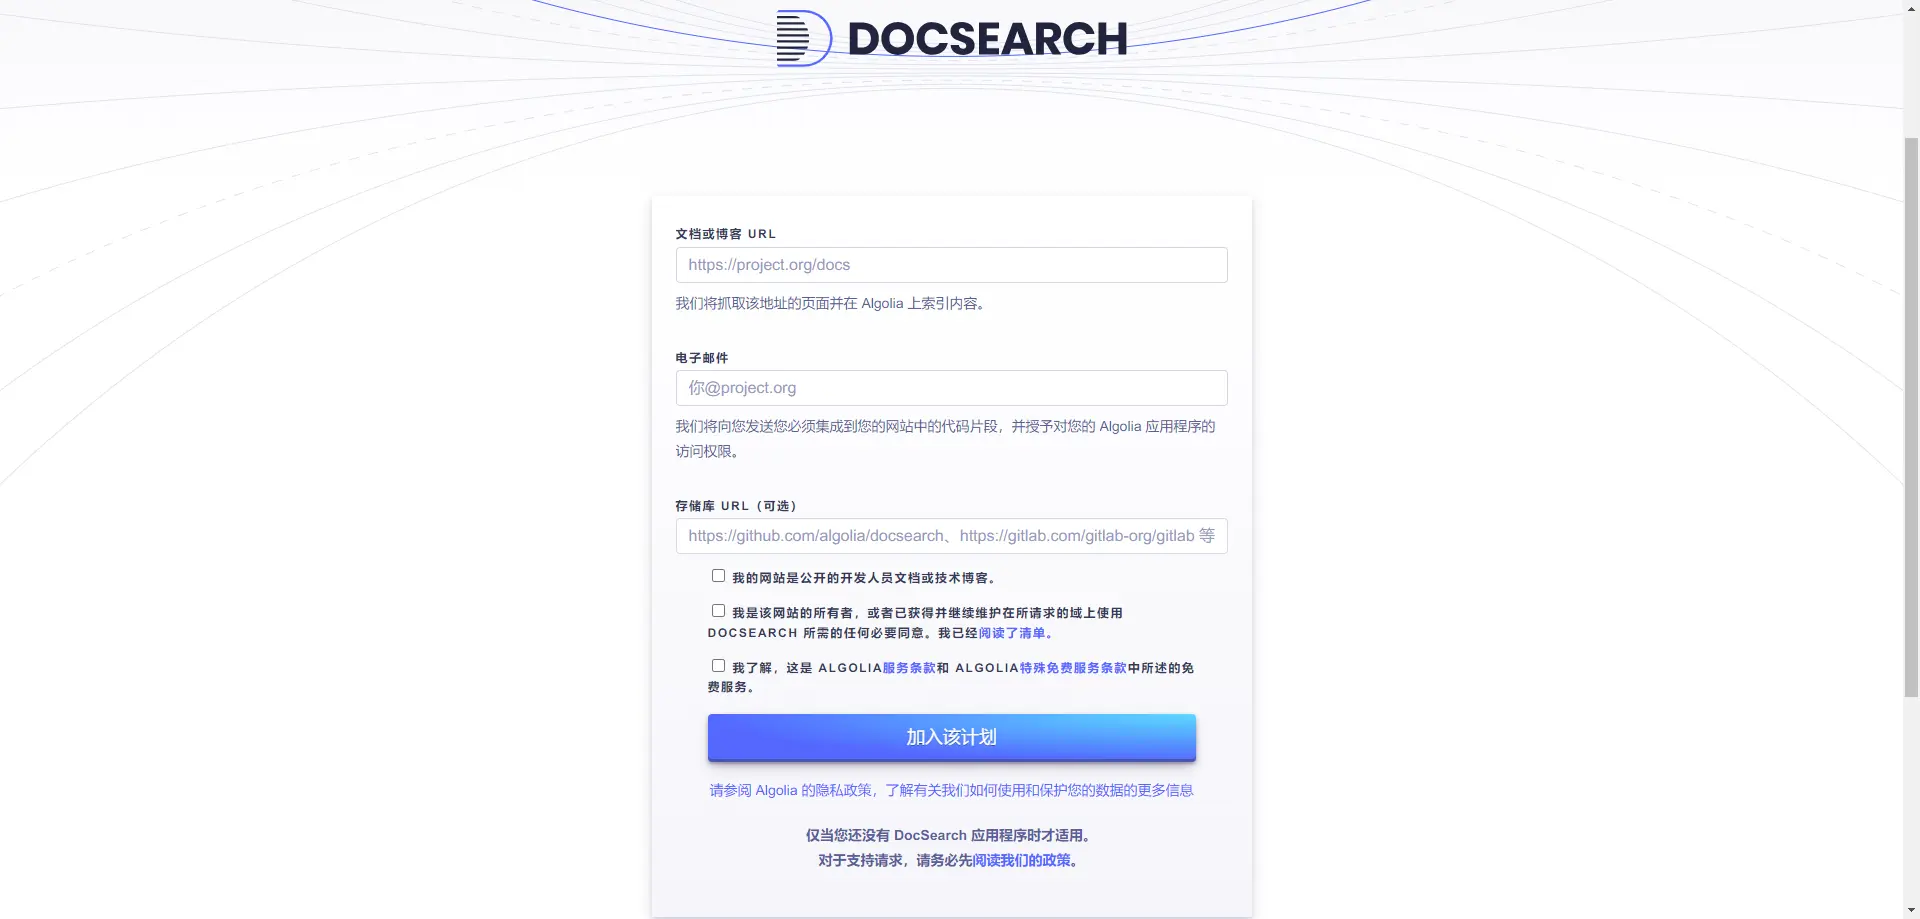 DOCSEARCH
文档或博客 URL
https://project.org/docs
我们将抓取该地址的页面并在 Algolia 上索引内容。
电子邮件
你@project.org
我们将向您发送您必须集成到您的网站中的代码片段，并授予对您的 Algolia 应用程序的
访问权限。
存储库 URL（可选）
https://github.com/algolia/docsearch、https://gitlab.com/gitlab-org/gitlab 等
我的网站是公开的开发人员文档或技术博客。
我是该网站的所有者，或者已获得并继续维护在所请求的域上使用
DOCSEARCH 所需的任何必要同意。我已经阅读了清单。
我了解，这是 ALGOLIA服务条款和 ALGOLIA特殊免费服务条款中所述的免
费服务。
加入该计划
请参阅 Algolia 的隐私政策，了解有关我们如何使用和保护您的数据的更多信息
仅当您还没有 DocSearch 应用程序时才适用。
对于支持请求，请务必先阅读我们的政策。